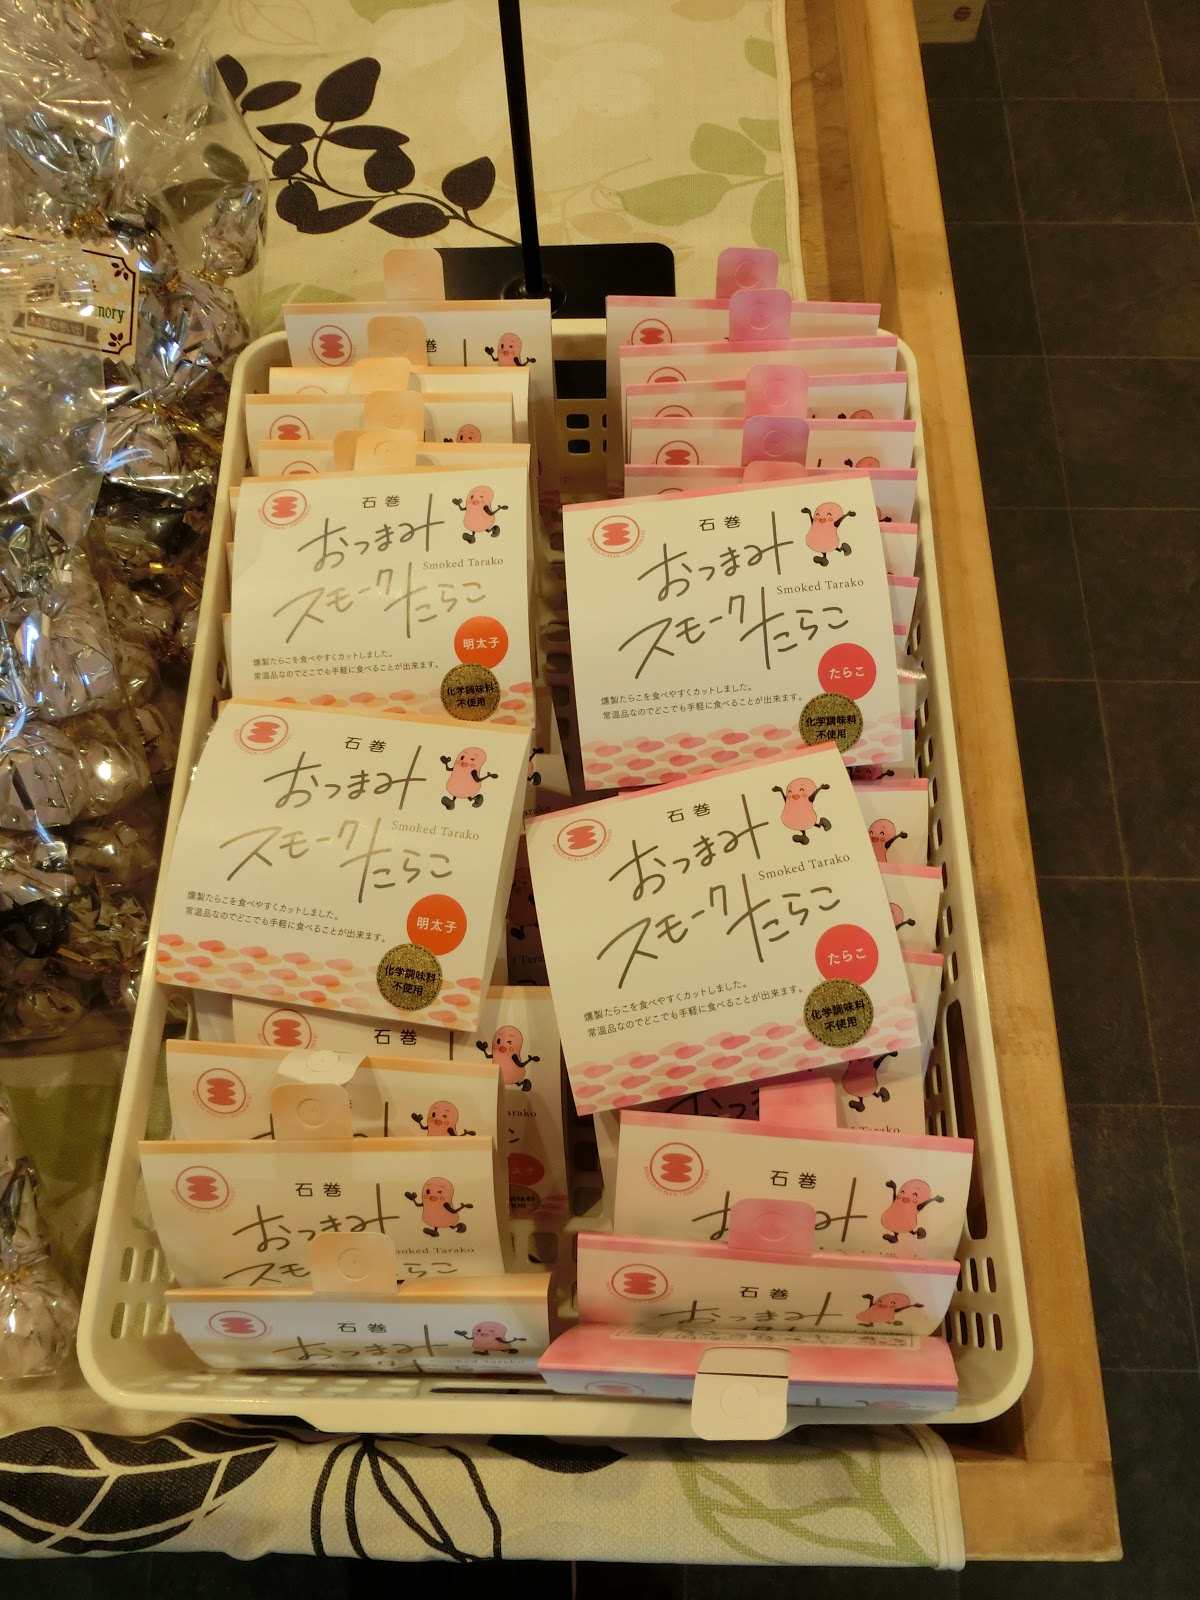 石巻
おつまみ
Smoked Tarako
スモークたらこ
明太子
燻製たらこを食べやすくカットしました。
常温品なのでどこでも手軽に食べることが出来ます。
化学調味料
不使用
石巻
おつまみ
Smoked Tarako
スモークたらこ
たらこ
燻製たらこを食べやすくカットしました。
常温品なのでどこでも手軽に食べることが出来ます。
化学調味料
不使用
石巻
おつまみ
Smoked Tarako
スモークたらこ
燻製たらこを食べやすくカットしました。
常温品なのでどこでも手軽に食べることが出来ます。
明太子
化学調味料
不使用
石巻
おつまみ
Smoked Tarako
スモークたらこ
たらこ
燻製たらこを食べやすくカットしました。
常温品なのでどこでも手軽に食べることが出来ます。
化学調味料
不使用
石巻
石巻
おつまみ
Smoked Tarako
石巻
石巻
おつまみ
石巻
おつまみ